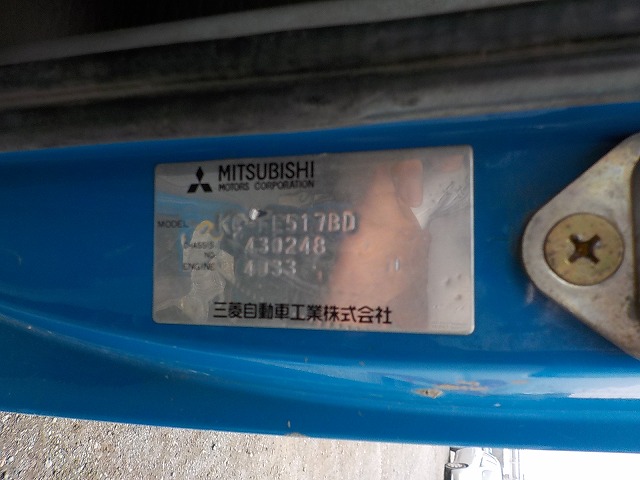 MITSUBISHI
MOTORS CORPORATION
MODEL KC-FE517BD
CHASSIS NO. 430248
ENGINE 4D33
三菱自動車工業株式会社